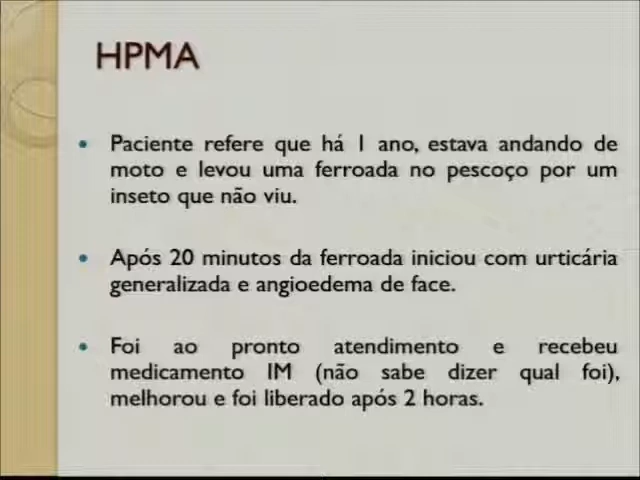 HPMA
• Paciente refere que há 1 ano, estava andando de
moto e levou uma ferroada no pescoço por um
inseto que não viu.
• Após 20 minutos da ferroada iniciou com urticária
generalizada e angioedema de face.
• Foi ao pronto atendimento e recebeu
medicamento IM (não sabe dizer qual foi),
melhorou e foi liberado após 2 horas.